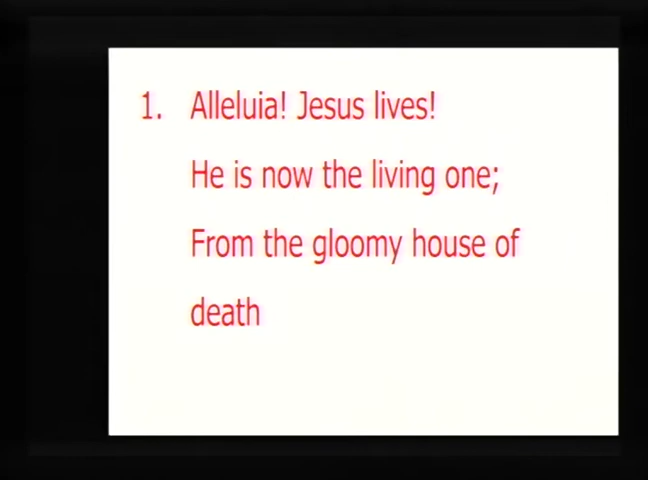 1. Alleluia! Jesus lives!
He is now the living one;
From the gloomy house of
death